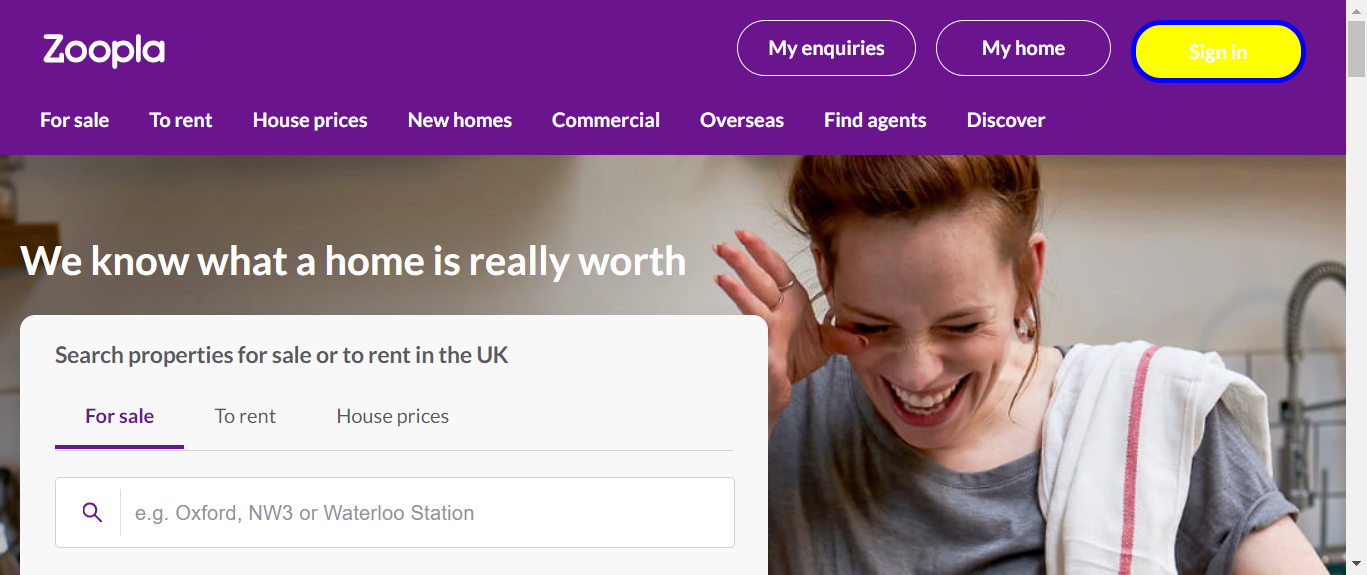 Zoopla
My enquiries
My home
Sign in
For sale
To rent
House prices
New homes
Commercial
Overseas
Find agents
Discover
We know what a home is really worth
Search properties for sale or to rent in the UK
For sale
To rent
House prices
e.g. Oxford, NW3 or Waterloo Station